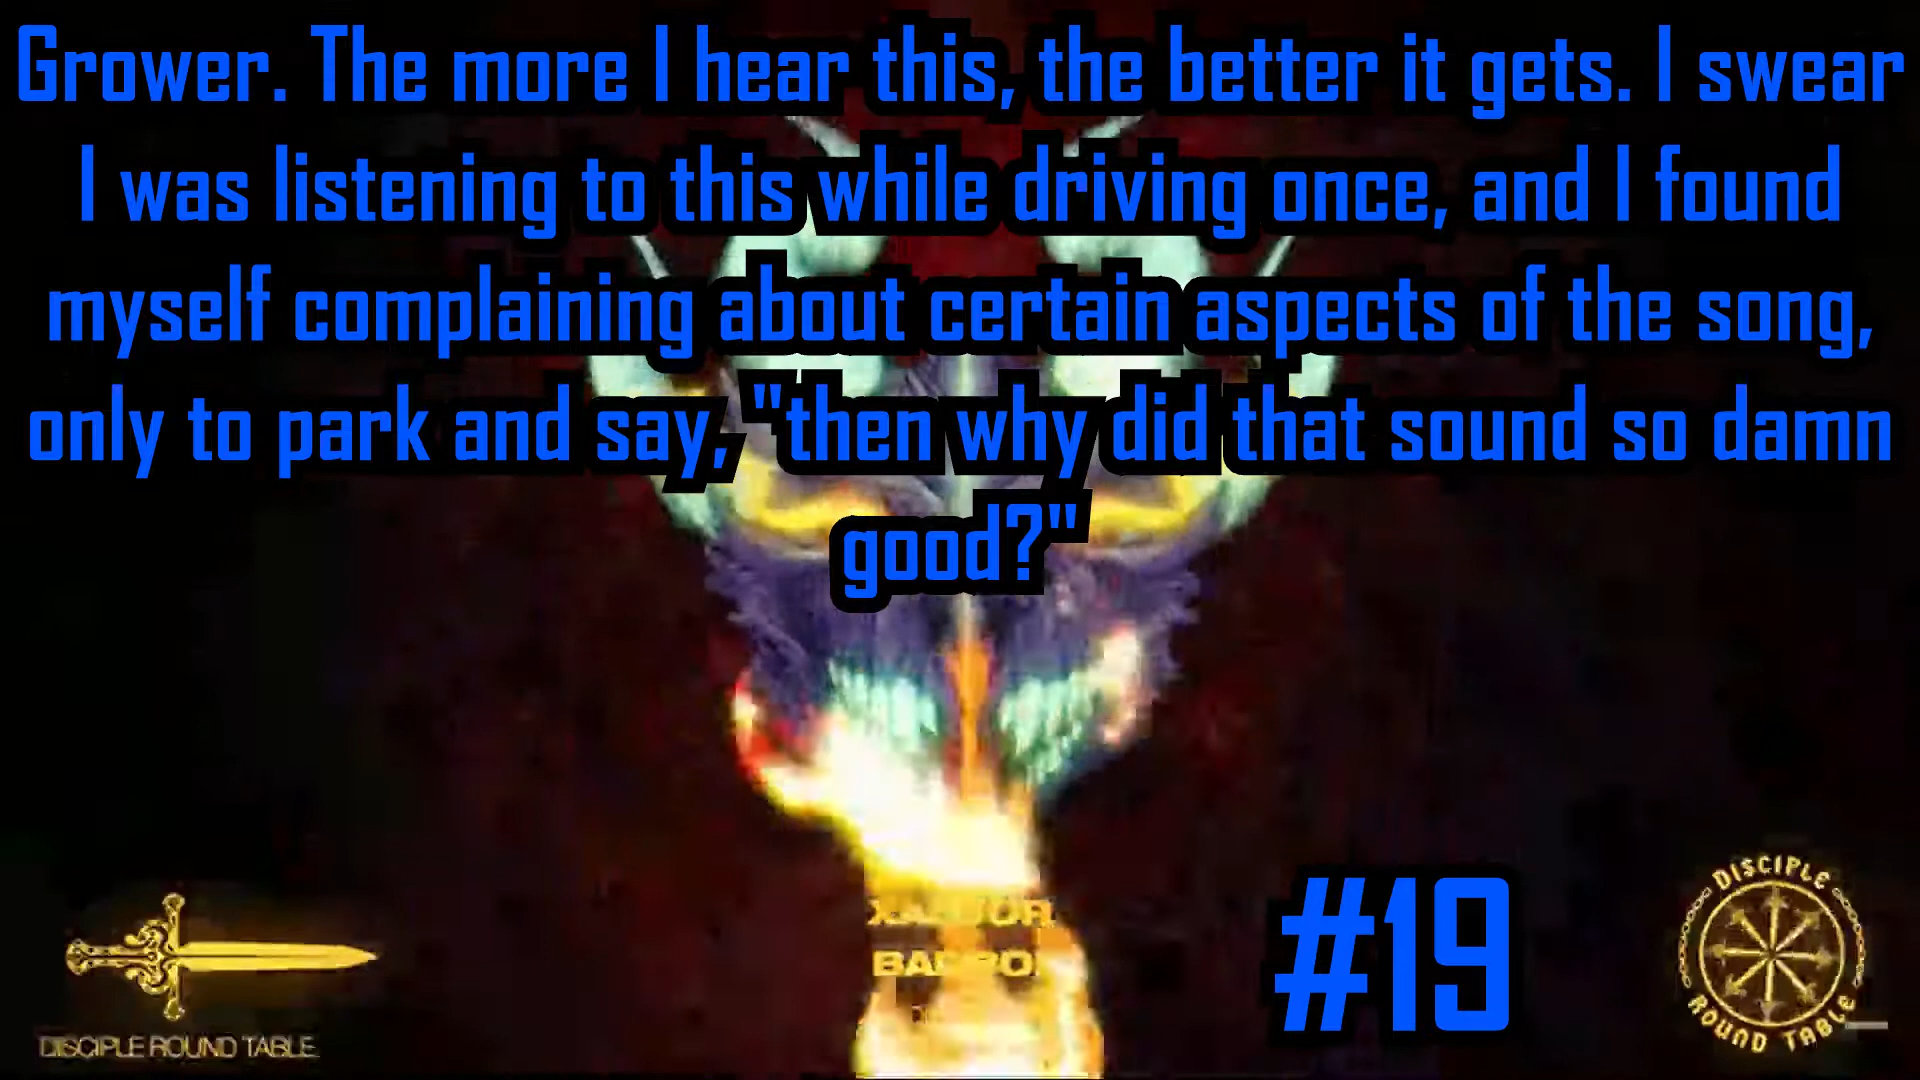 Grower. The more I hear this, the better it gets. I swear
I was listening to this while driving once, and I found
myself complaining about certain aspects of the song,
only to park and say, "then why did that sound so damn
good?"
#19
DISCIPLE
ROUND TABLE
DISCIPLE ROUND TABLE